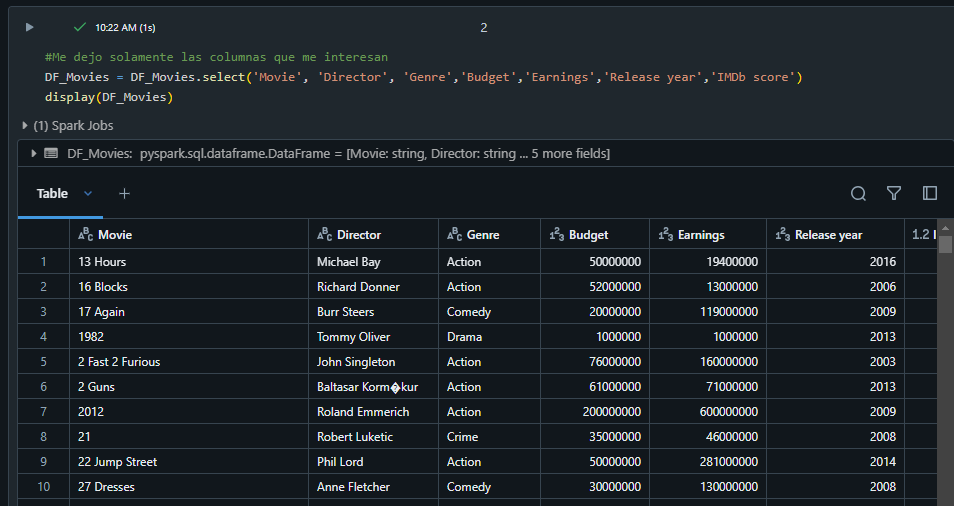 10:22 AM (1s)
2
#Me dejo solamente las columnas que me interesan
DF_Movies = DF_Movies.select('Movie', 'Director', 'Genre','Budget','Earnings','Release year','IMDb score')
display(DF_Movies)
(1) Spark Jobs
DF_Movies: pyspark.sql.dataframe.DataFrame = [Movie: string, Director: string ... 5 more fields]
Table +
Movie Director Genre Budget Earnings Release year 1.2
1 13 Hours Michael Bay Action 50000000 19400000 2016
2 16 Blocks Richard Donner Action 52000000 13000000 2006
3 17 Again Burr Steers Comedy 20000000 119000000 2009
4 1982 Tommy Oliver Drama 1000000 1000000 2013
5 2 Fast 2 Furious John Singleton Action 76000000 160000000 2003
6 2 Guns Baltasar Korm�kur Action 61000000 71000000 2013
7 2012 Roland Emmerich Action 200000000 600000000 2009
8 21 Robert Luketic Crime 35000000 46000000 2008
9 22 Jump Street Phil Lord Action 50000000 281000000 2014
10 27 Dresses Anne Fletcher Comedy 30000000 130000000 2008